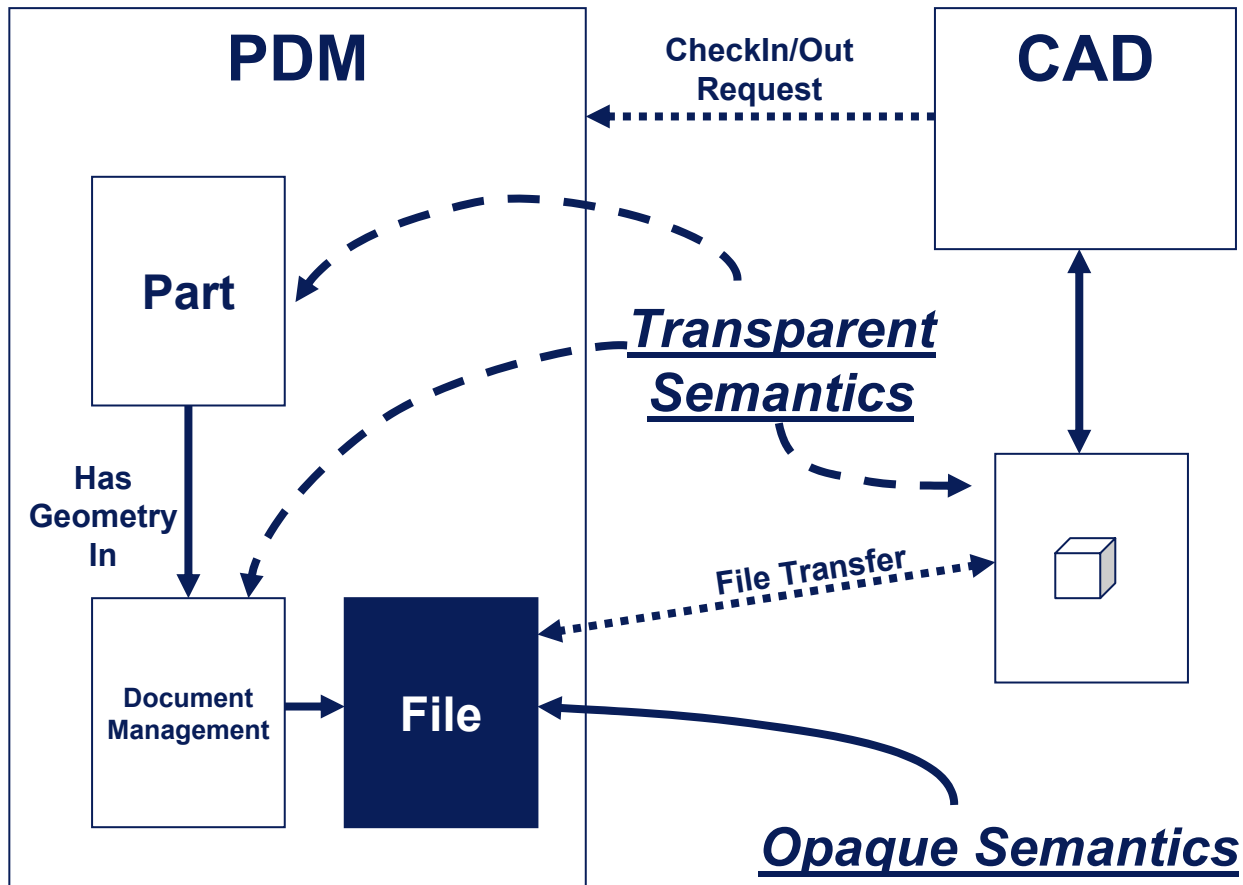 PDM
CheckIn/Out
Request
CAD
Part
Transparent
Semantics
Has
Geometry
In
File Transfer
Document
Management
File
Opaque Semantics